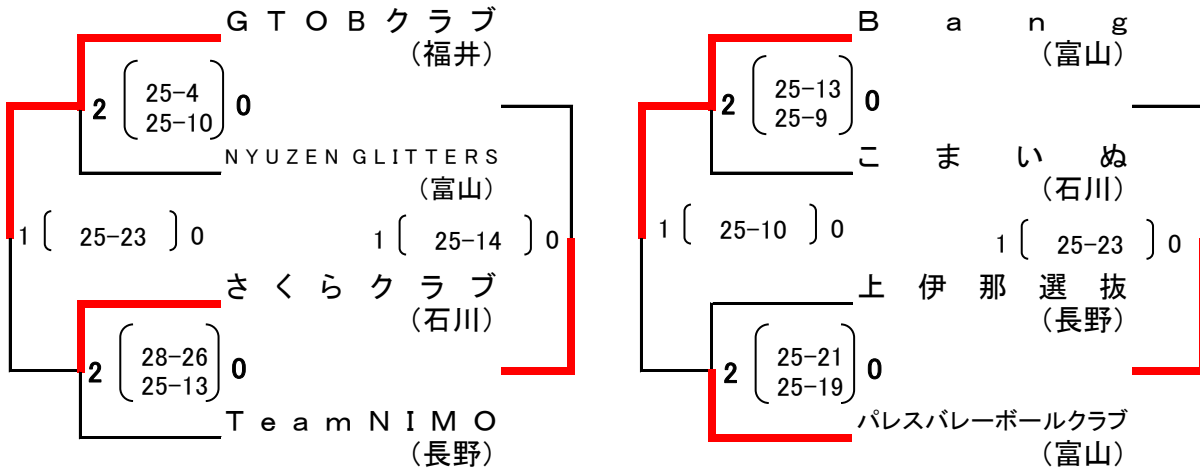 GTOBクラブ
(福井)
2 25-4 0
25-10
NYUZEN GLITTERS
(富山)
1 25-23 0
1 25-14 0
さくらクラブ
(石川)
2 28-26 0
25-13
TeamNIMO
(長野)
Bang
(富山)
2 25-13 0
25-9
こまいぬ
(石川)
1 25-10 0
1 25-23 0
上伊那選抜
(長野)
2 25-21 0
25-19
パレスバレーボールクラブ
(富山)